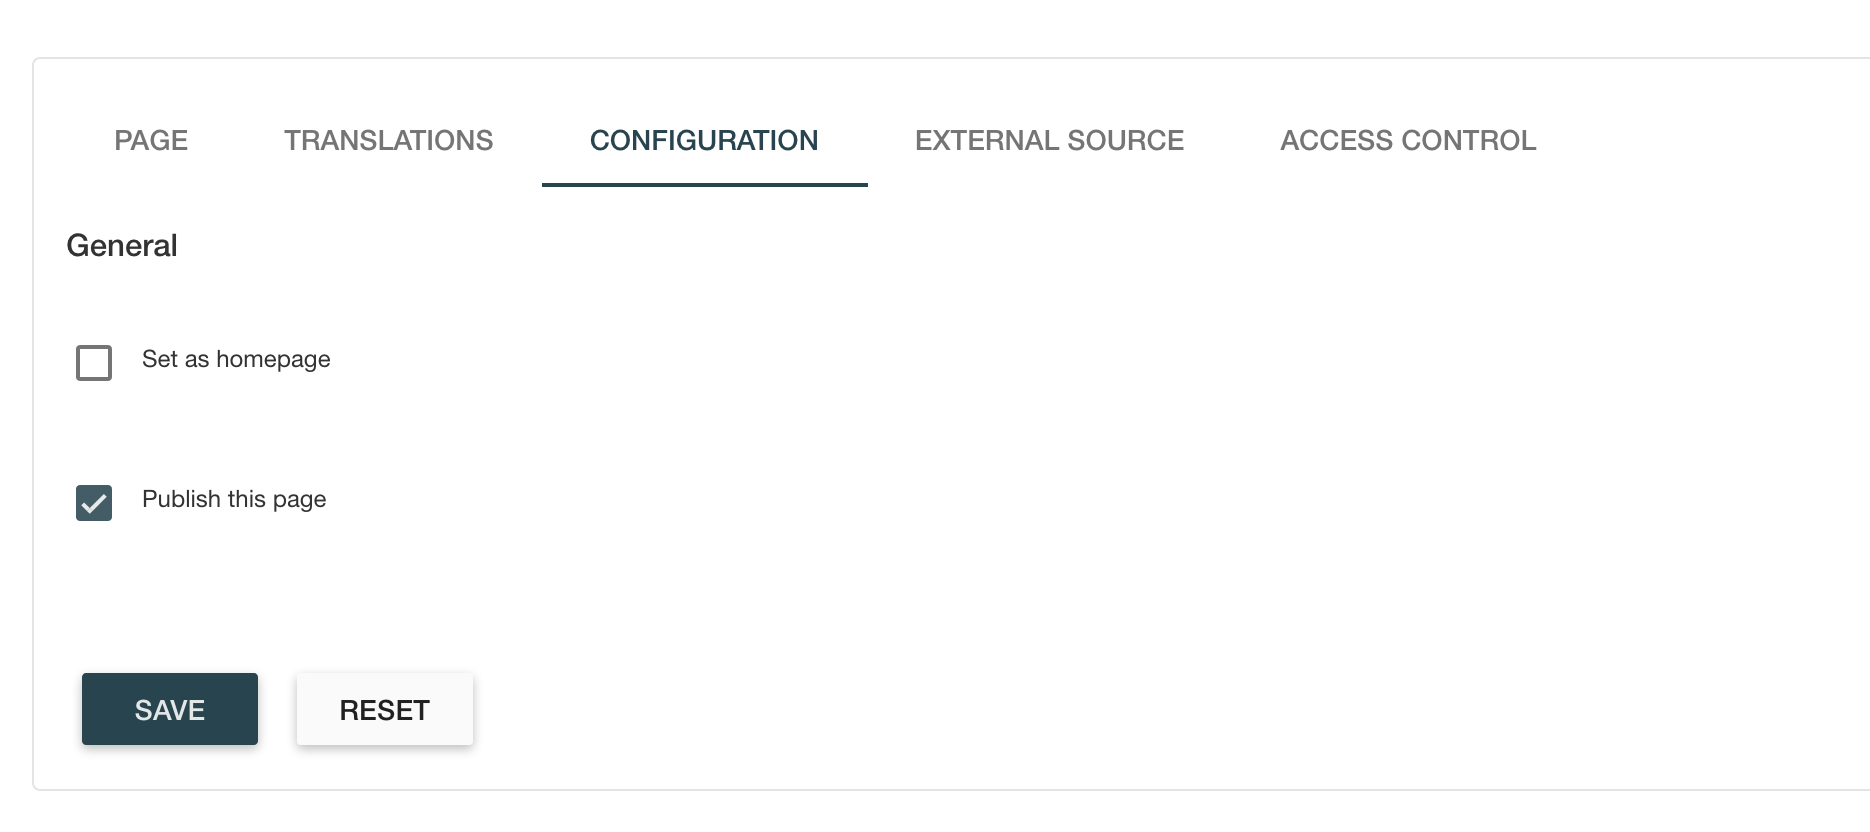 PAGE TRANSLATIONS CONFIGURATION EXTERNAL SOURCE ACCESS CONTROL
General
Set as homepage
Publish this page
SAVE RESET